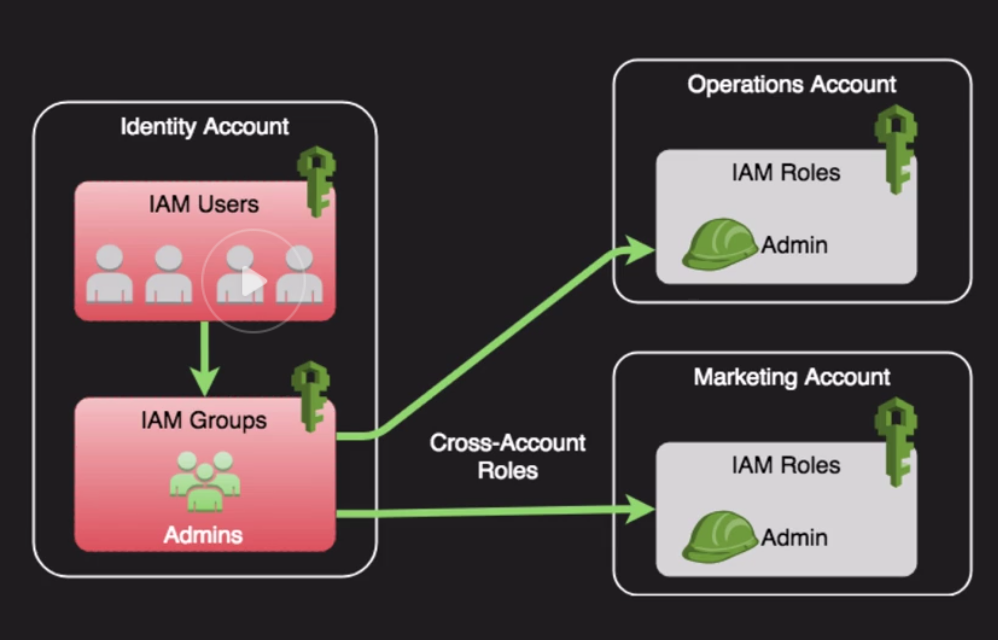 Identity Account
IAM Users
IAM Groups
Admins
Cross-Account
Roles
Operations Account
IAM Roles
Admin
Marketing Account
IAM Roles
Admin